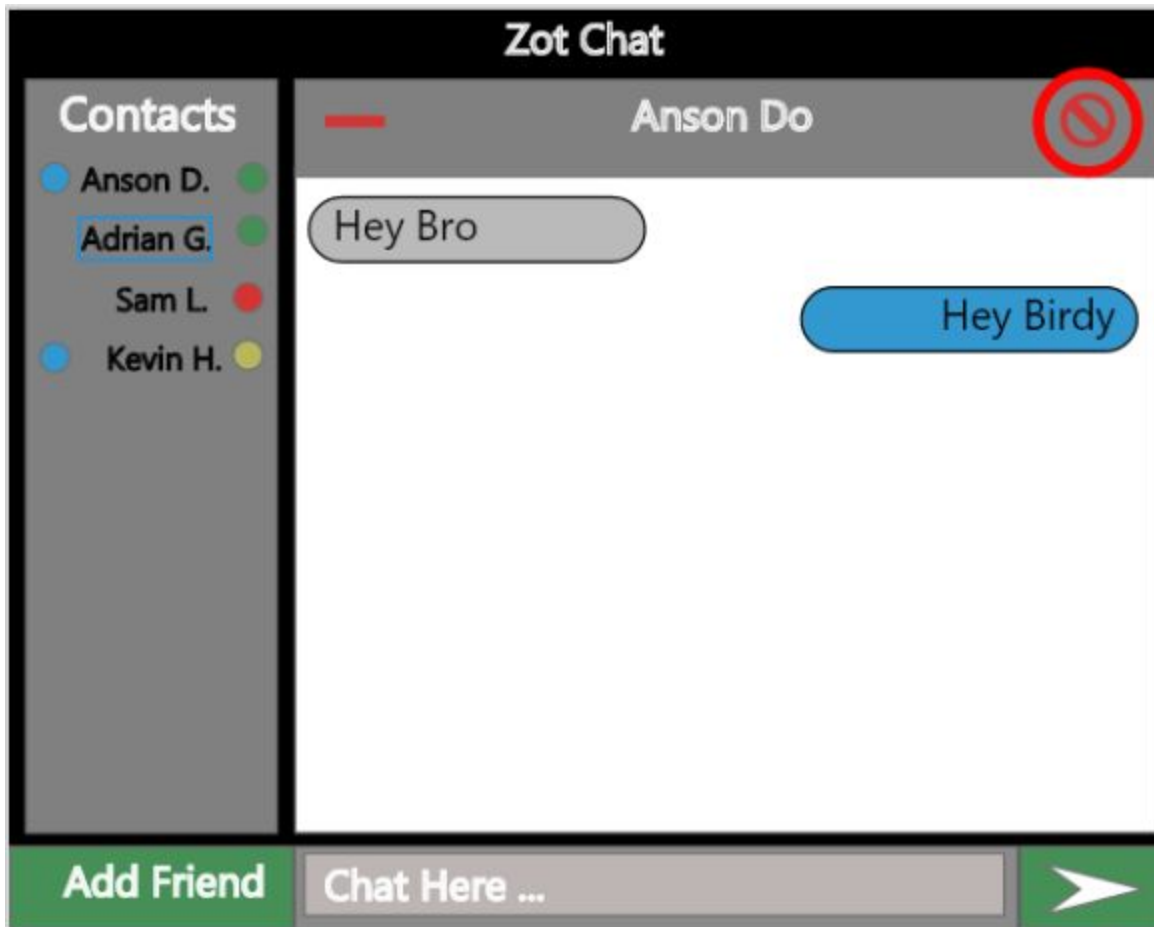 Zot Chat
Contacts
Anson D.
Adrian G.
Sam L.
Kevin H.
Anson Do
Hey Bro
Hey Birdy
Add Friend
Chat Here ...